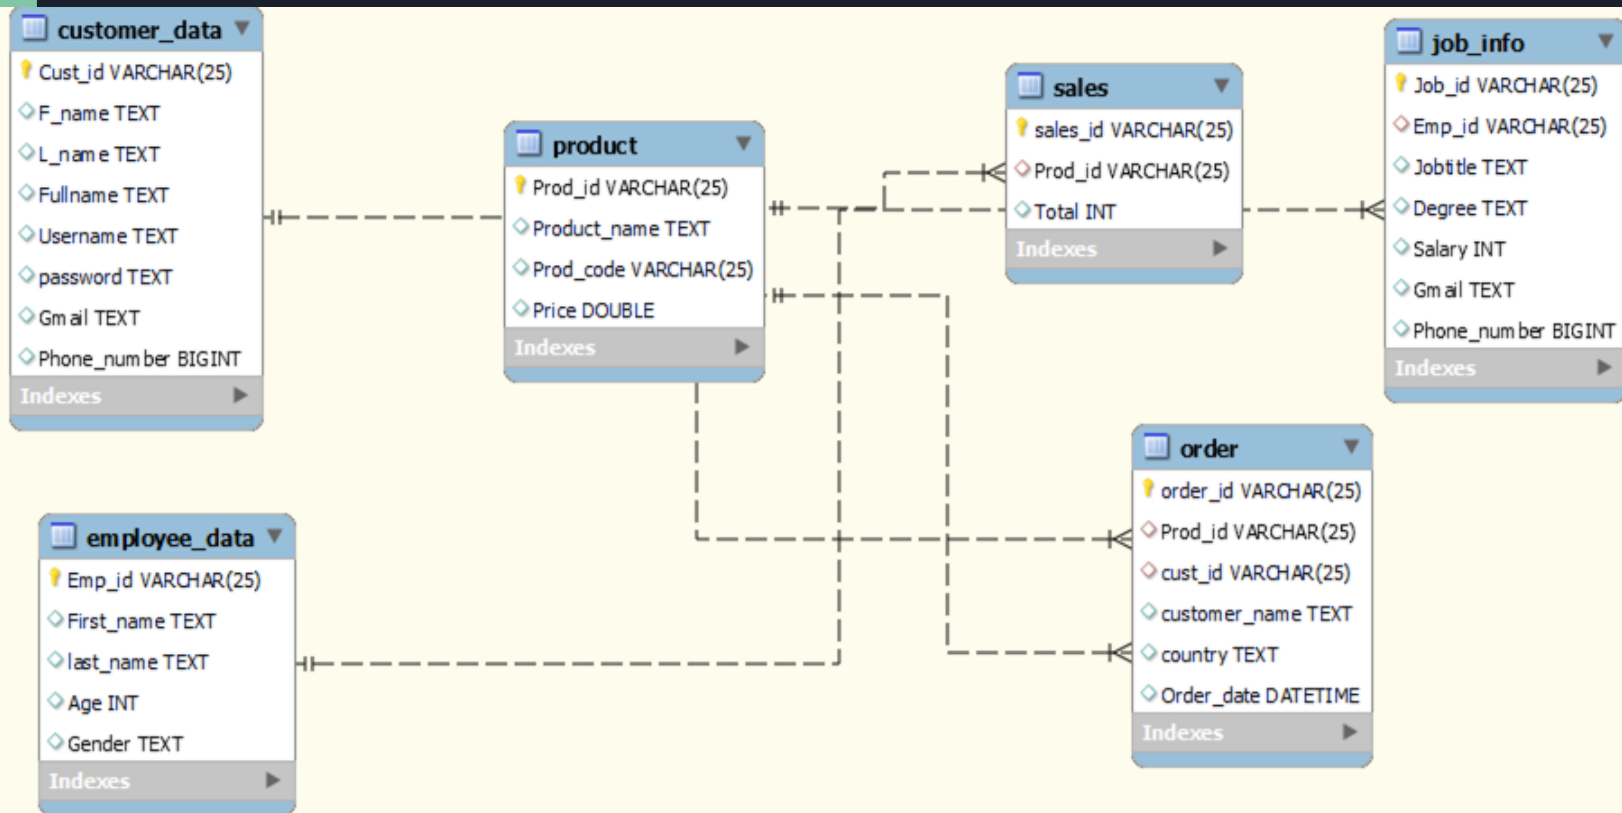 customer_data
Cust_id VARCHAR(25)
F_name TEXT
L_name TEXT
Fullname TEXT
Username TEXT
password TEXT
Gmail TEXT
Phone_number BIGINT
Indexes
product
Prod_id VARCHAR(25)
Product_name TEXT
Prod_code VARCHAR(25)
Price DOUBLE
Indexes
sales
sales_id VARCHAR(25)
Prod_id VARCHAR(25)
Total INT
Indexes
job_info
Job_id VARCHAR(25)
Emp_id VARCHAR(25)
Jobtitle TEXT
Degree TEXT
Salary INT
Gmail TEXT
Phone_number BIGINT
Indexes
employee_data
Emp_id VARCHAR(25)
First_name TEXT
last_name TEXT
Age INT
Gender TEXT
Indexes
order
order_id VARCHAR(25)
Prod_id VARCHAR(25)
cust_id VARCHAR(25)
customer_name TEXT
country TEXT
Order_date DATETIME
Indexes